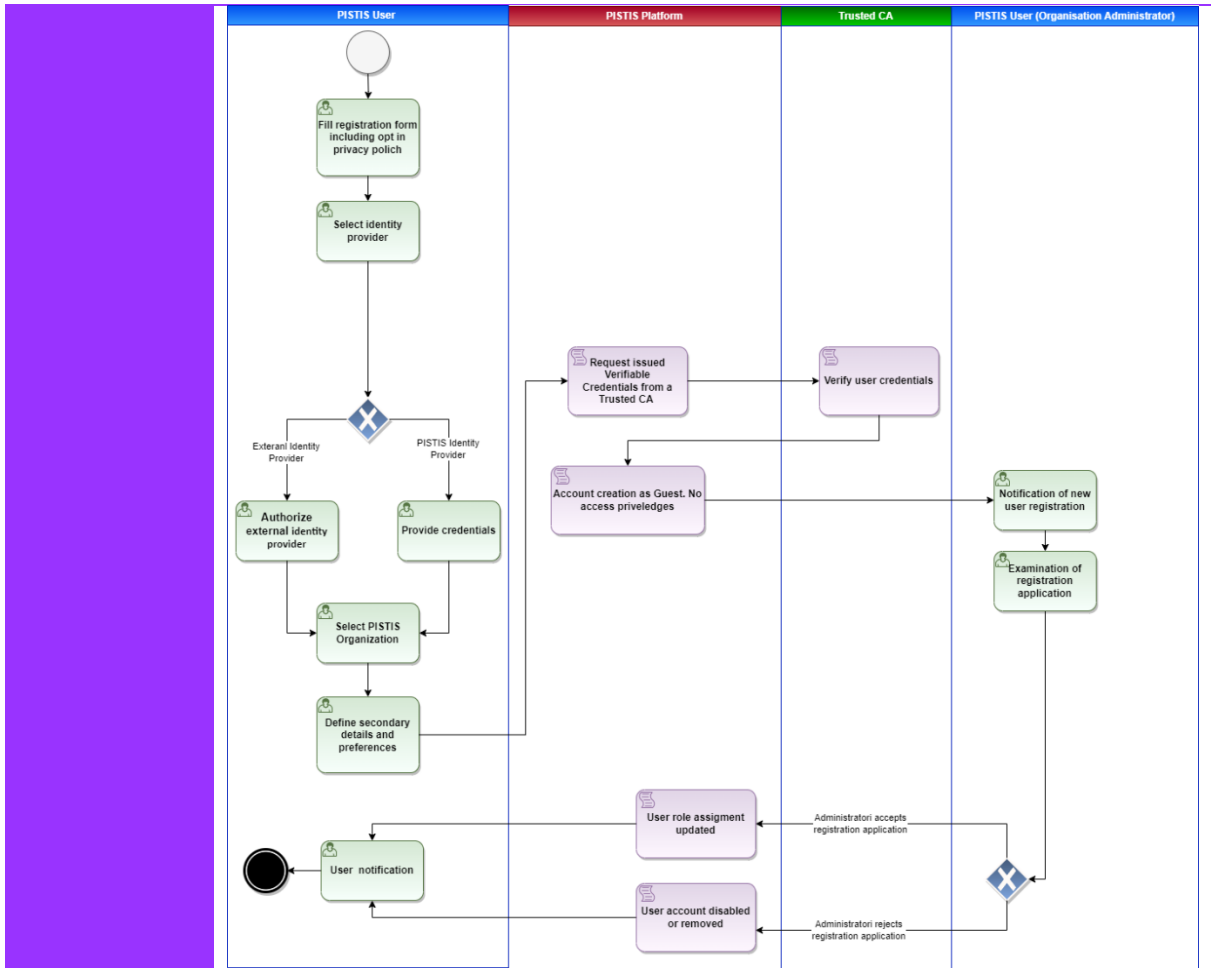 PISTIS User
PISTIS Platform
Trusted CA
PISTIS User (Organisation Administrator)
Fill registration form
including opt in
privacy polich
Select identity
provider
Exteranl Identity
Provider
PISTIS Identity
Provider
Authorize
external identity
provider
Provide credentials
Select PISTIS
Organization
Define secondary
details and
preferences
Request issued
Verifiable
Credentials from a
Trusted CA
Verify user credentials
Account creation as Guest. No
access priveledges
Notification of new
user registration
Examination of
registration
application
Administratori accepts
registration application
User role assigment
updated
Administratori rejects
registration application
User account disabled
or removed
User notification